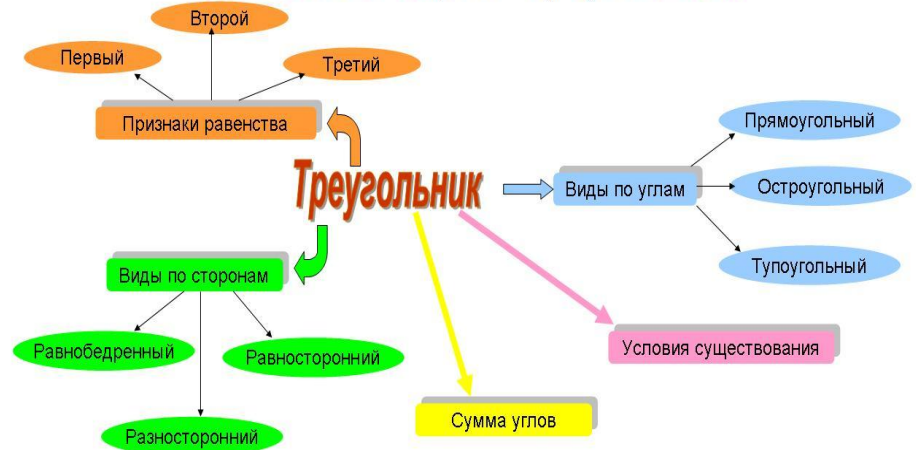 Второй
Первый
Третий
Признаки равенства
Прямоугольный
Треугольник
Виды по углам
Остроугольный
Тупоугольный
Виды по сторонам
Равнобедренный
Равносторонний
Разносторонний
Условия существования
Сумма углов